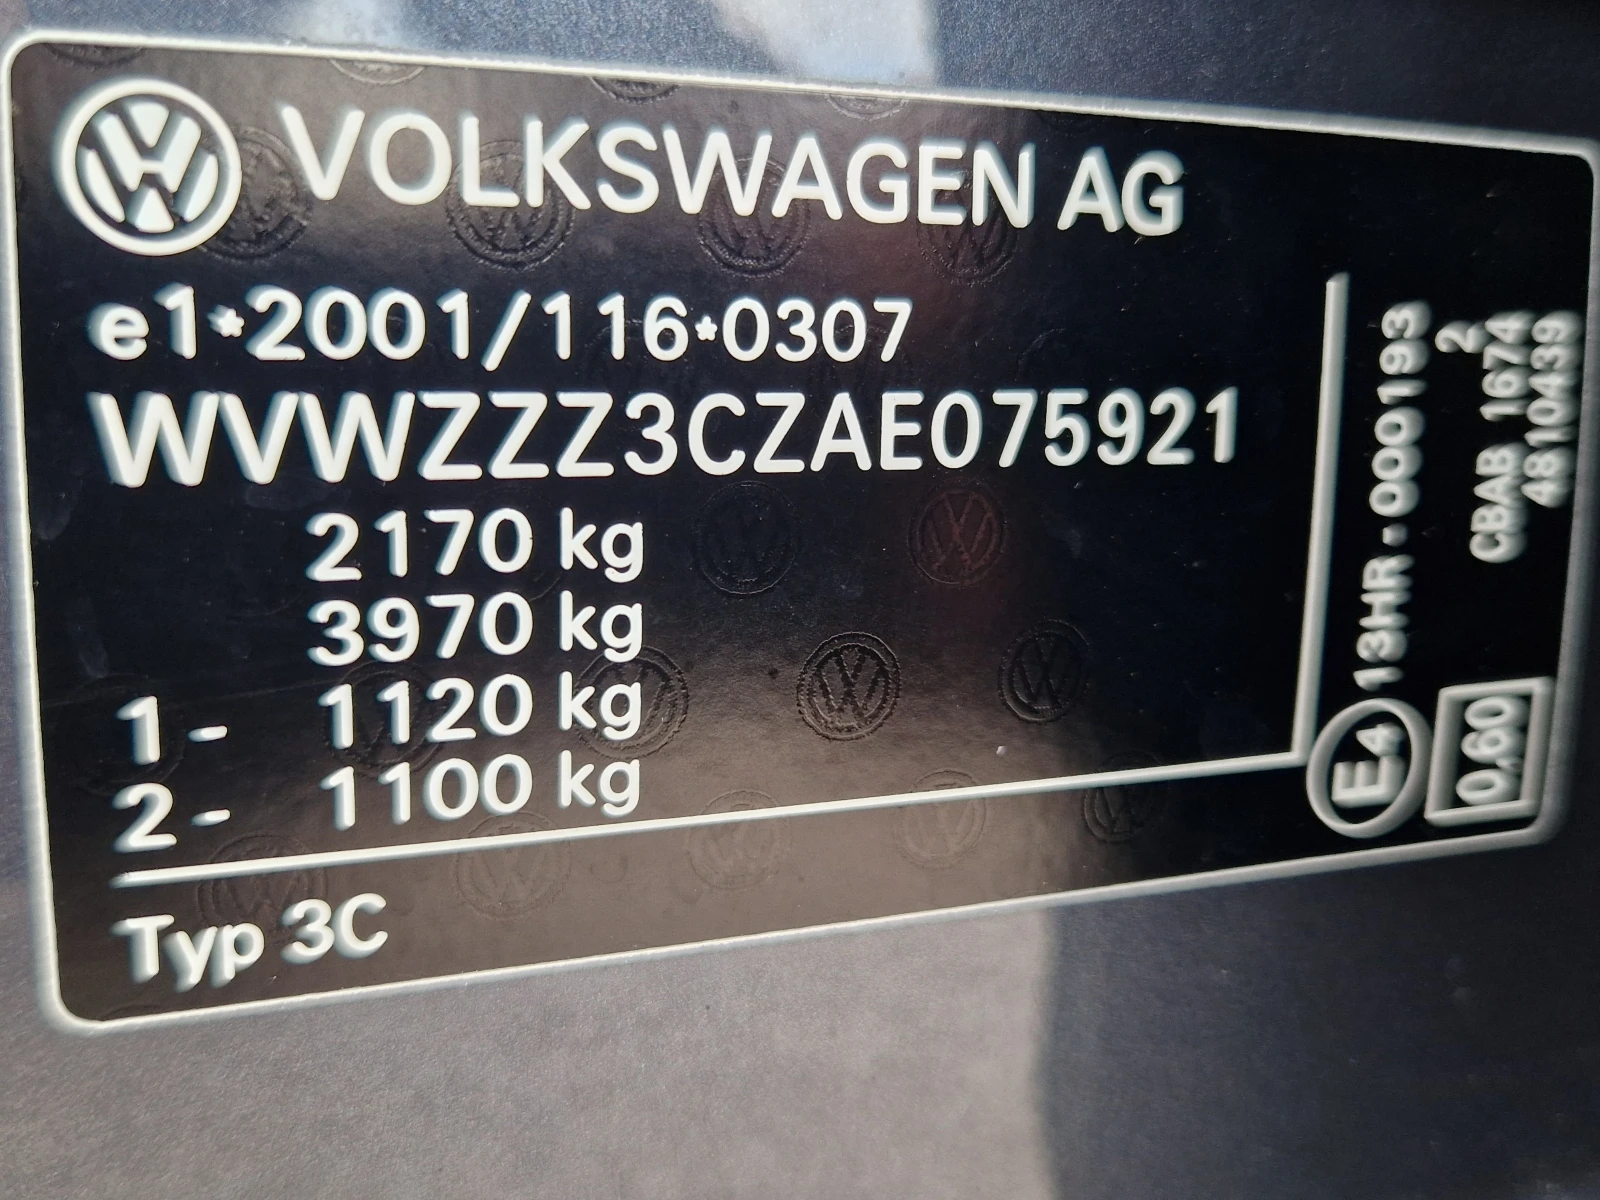 VOLKSWAGEN AG
e1*2001/116*0307
WVWZZZ3CZAE075921
2170 kg
3970 kg
1 - 1120 kg
2 - 1100 kg
Typ 3C
E4 13HR-000193
2
CBAB 1674
4810439
0,60